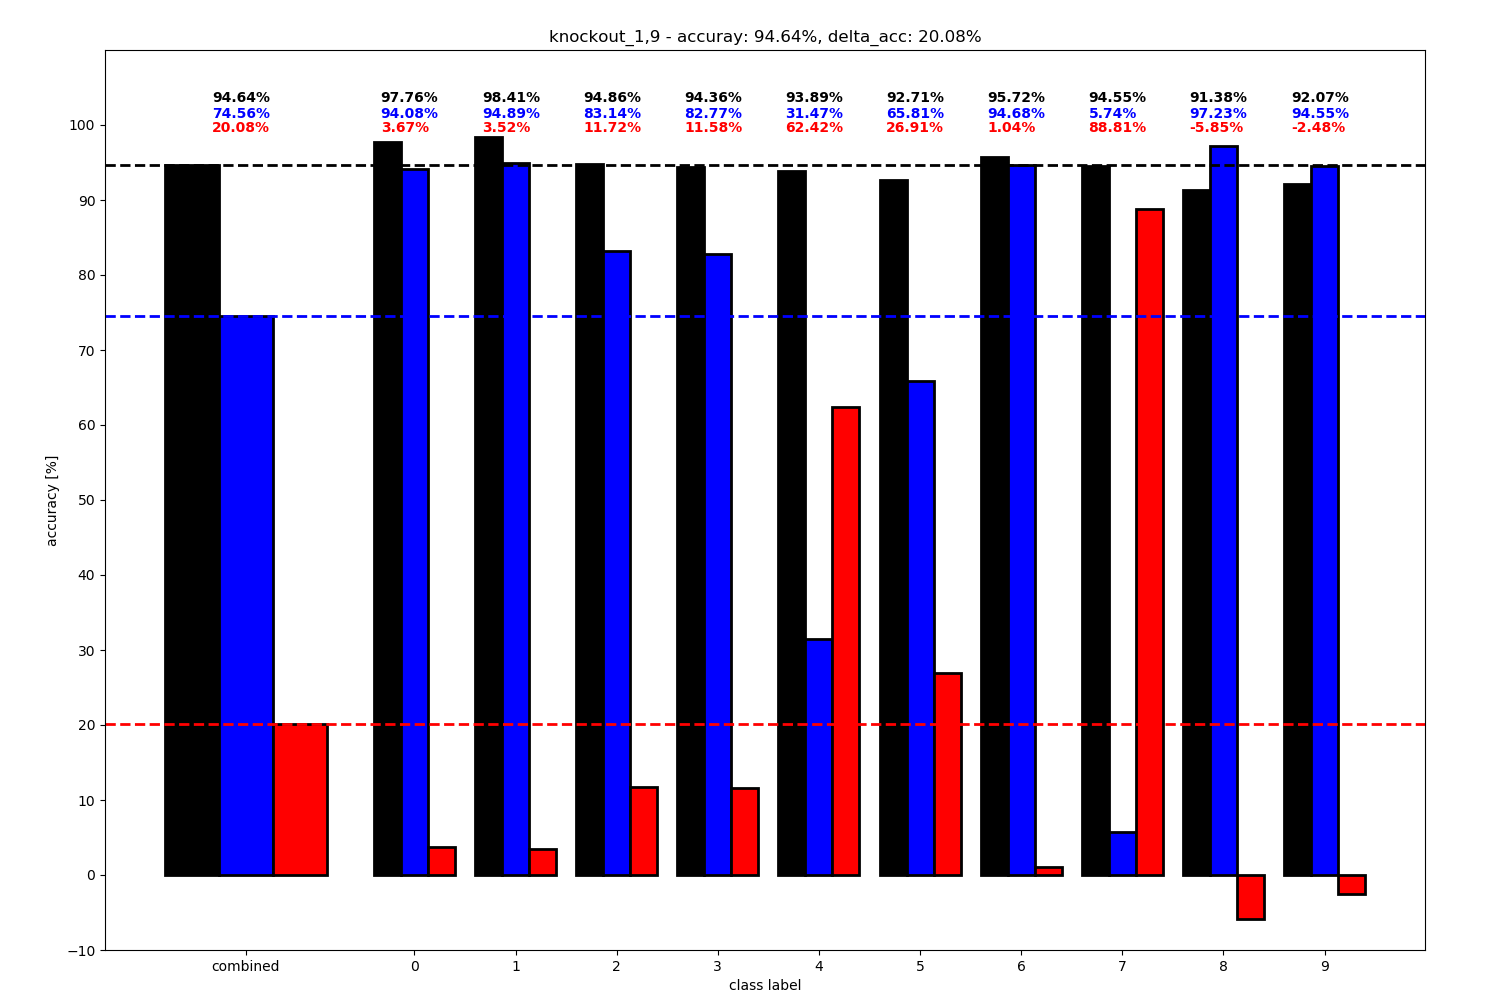 knockout_1,9 - accuray: 94.64%, delta_acc: 20.08%
94.64% 97.76% 98.41% 94.86% 94.36% 93.89% 92.71% 95.72% 94.55% 91.38% 92.07%
74.56% 94.08% 94.89% 83.14% 82.77% 31.47% 65.81% 94.68% 5.74% 97.23% 94.55%
20.08% 3.67% 3.52% 11.72% 11.58% 62.42% 26.91% 1.04% 88.81% -5.85% -2.48%
100
90
80
70
60
50
40
30
20
10
0
−10
accuracy [%]
combined 0 1 2 3 4 5 6 7 8 9
class label